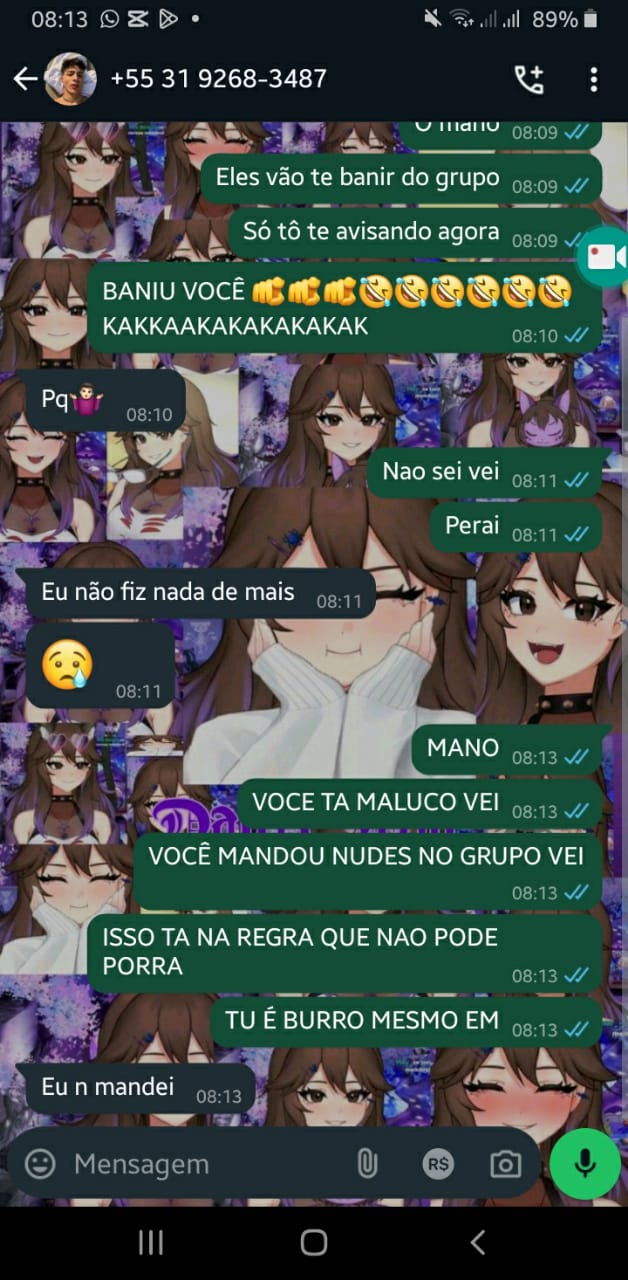 08:13
89%
+55 31 9268-3487
O mano 08:09
Eles vão te banir do grupo 08:09
Só tô te avisando agora 08:09
BANIU VOCÊ 🫵🫵🫵🤣🤣🤣🤣🤣🤣
KAKKAAKAKAKAKAKAK 08:10
Pq🤷🏻‍♂️ 08:10
Nao sei vei 08:11
Perai 08:11
Eu não fiz nada de mais 08:11
😢 08:11
MANO 08:13
VOCE TA MALUCO VEI 08:13
VOCÊ MANDOU NUDES NO GRUPO VEI
08:13
ISSO TA NA REGRA QUE NAO PODE
PORRA 08:13
TU É BURRO MESMO EM 08:13
Eu n mandei 08:13
Mensagem
R$